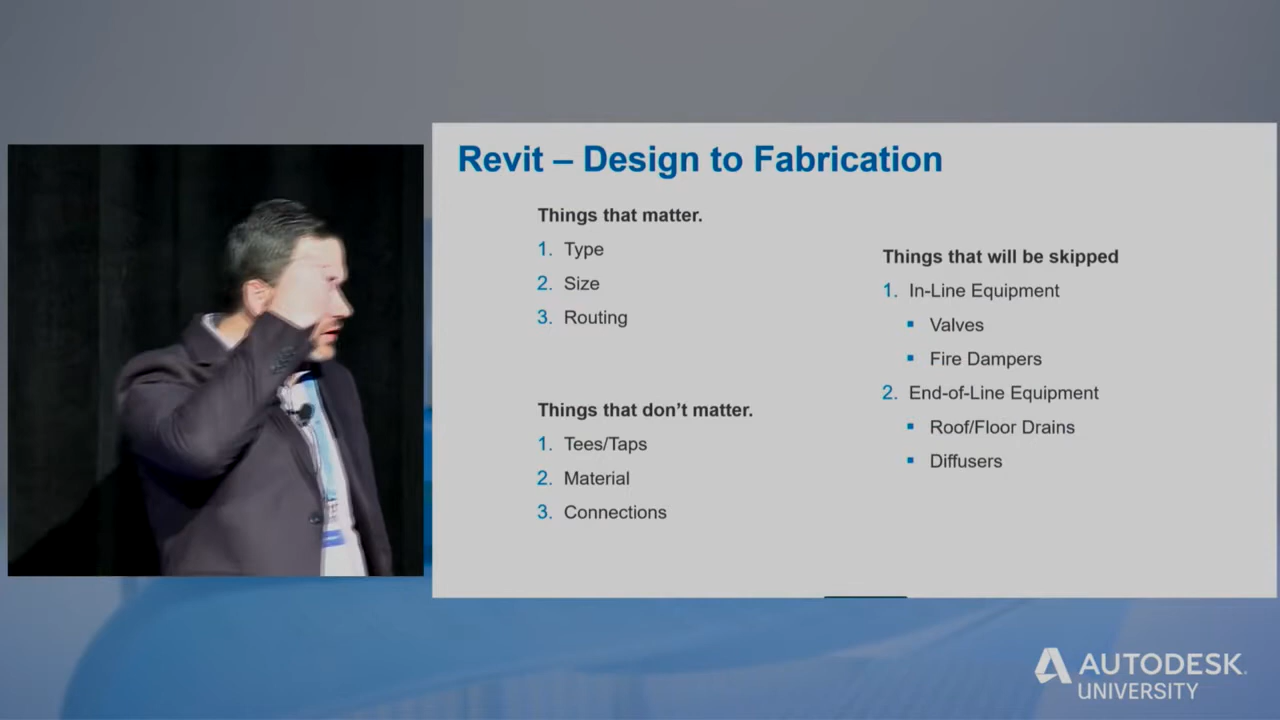 Revit – Design to Fabrication
Things that matter.
1. Type
2. Size
3. Routing
Things that don't matter.
1. Tees/Taps
2. Material
3. Connections
Things that will be skipped
1. In-Line Equipment
▪ Valves
▪ Fire Dampers
2. End-of-Line Equipment
▪ Roof/Floor Drains
▪ Diffusers
AUTODESK.
UNIVERSITY